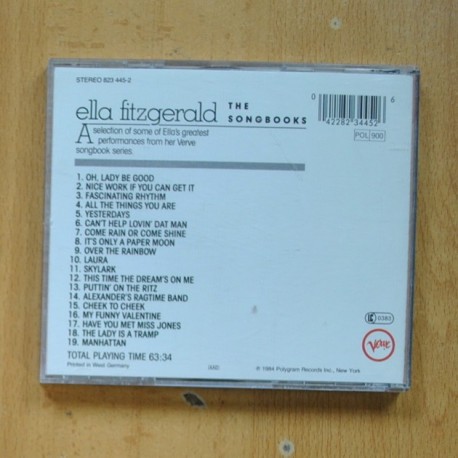 STEREO 823 445-2
ella fitzgerald THE SONGBOOKS
A selection of some of Ella's greatest
performances from her Verve
songbook series.
0 42282 34452 6
POL 900
1. OH, LADY BE GOOD
2. NICE WORK IF YOU CAN GET IT
3. FASCINATING RHYTHM
4. ALL THE THINGS YOU ARE
5. YESTERDAYS
6. CAN'T HELP LOVIN' DAT MAN
7. COME RAIN OR COME SHINE
8. IT'S ONLY A PAPER MOON
9. OVER THE RAINBOW
10. LAURA
11. SKYLARK
12. THIS TIME THE DREAM'S ON ME
13. PUTTIN' ON THE RITZ
14. ALEXANDER'S RAGTIME BAND
15. CHEEK TO CHEEK
16. MY FUNNY VALENTINE
17. HAVE YOU MET MISS JONES
18. THE LADY IS A TRAMP
19. MANHATTAN
TOTAL PLAYING TIME 63:34
Printed in West Germany
℗ 1984 Polygram Records Inc., New York
Verve